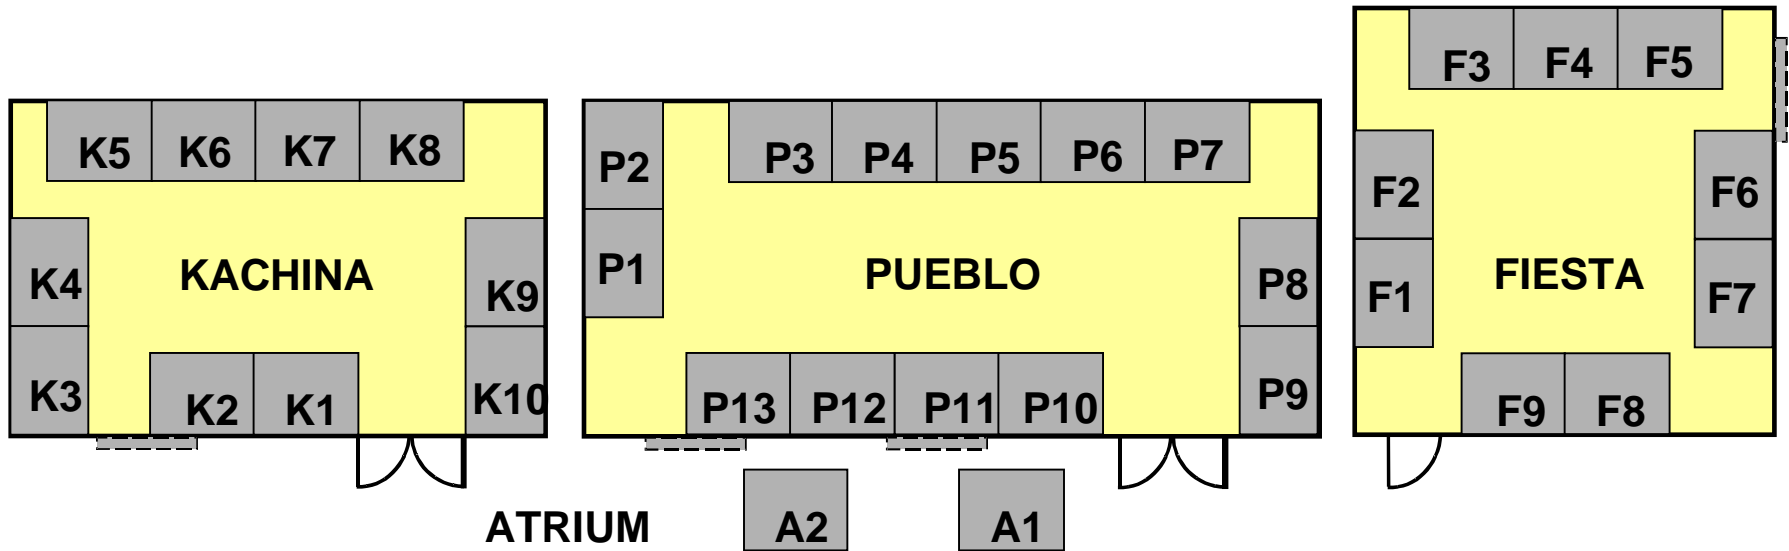 K5 K6 K7 K8
K4 KACHINA K9
K3 K2 K1 K10
P2 P3 P4 P5 P6 P7
P1 PUEBLO P8
P13 P12 P11 P10 P9
F3 F4 F5
F2 F6
F1 FIESTA F7
F9 F8
ATRIUM A2 A1